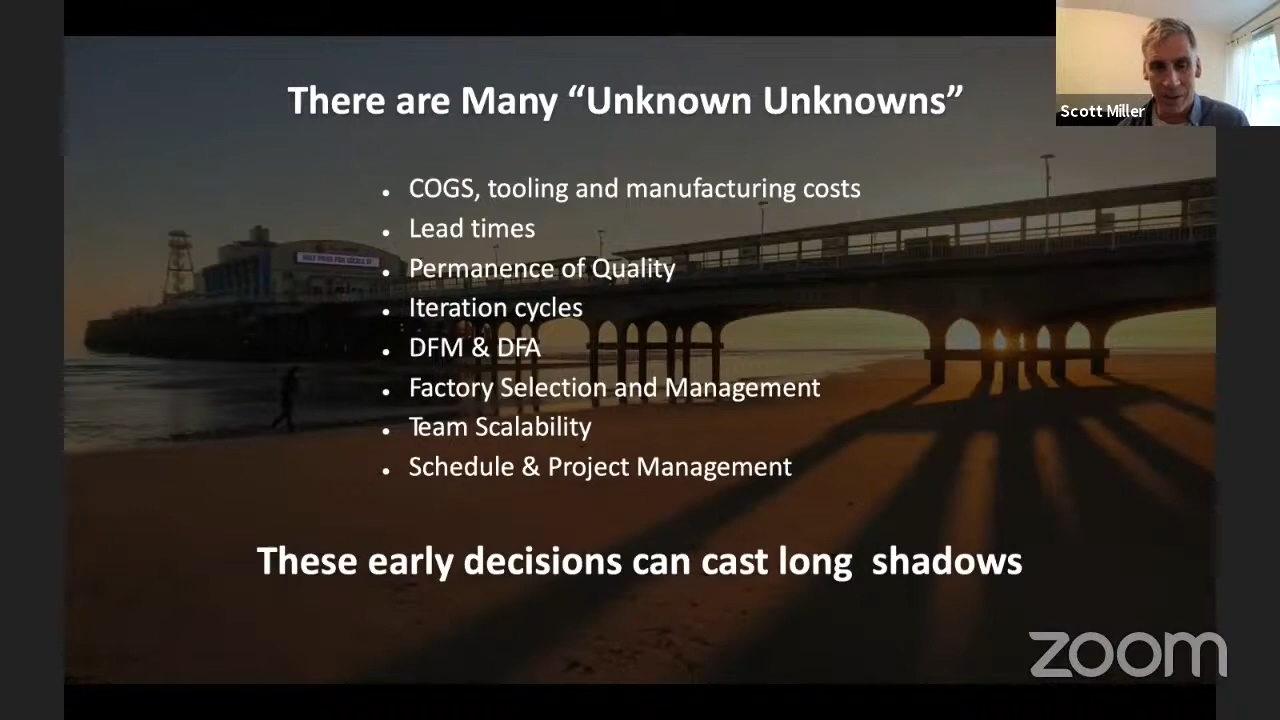 There are Many “Unknown Unknowns”
Scott Miller
COGS, tooling and manufacturing costs
Lead times
Permanence of Quality
Iteration cycles
DFM & DFA
Factory Selection and Management
Team Scalability
Schedule & Project Management
These early decisions can cast long  shadows
zoom